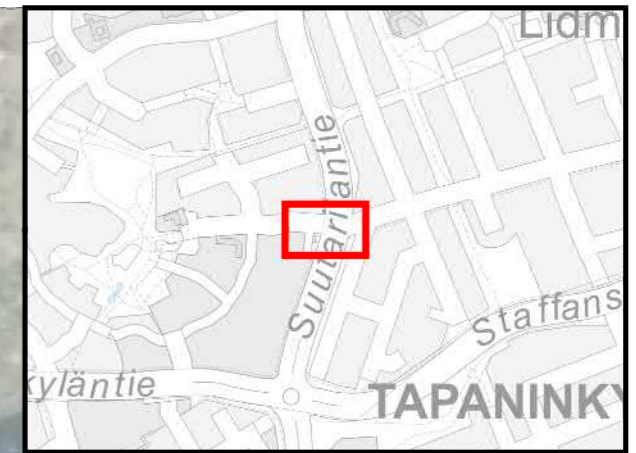 Lidm
Suutarilantie
Staffans
kyläntie
TAPANINKY